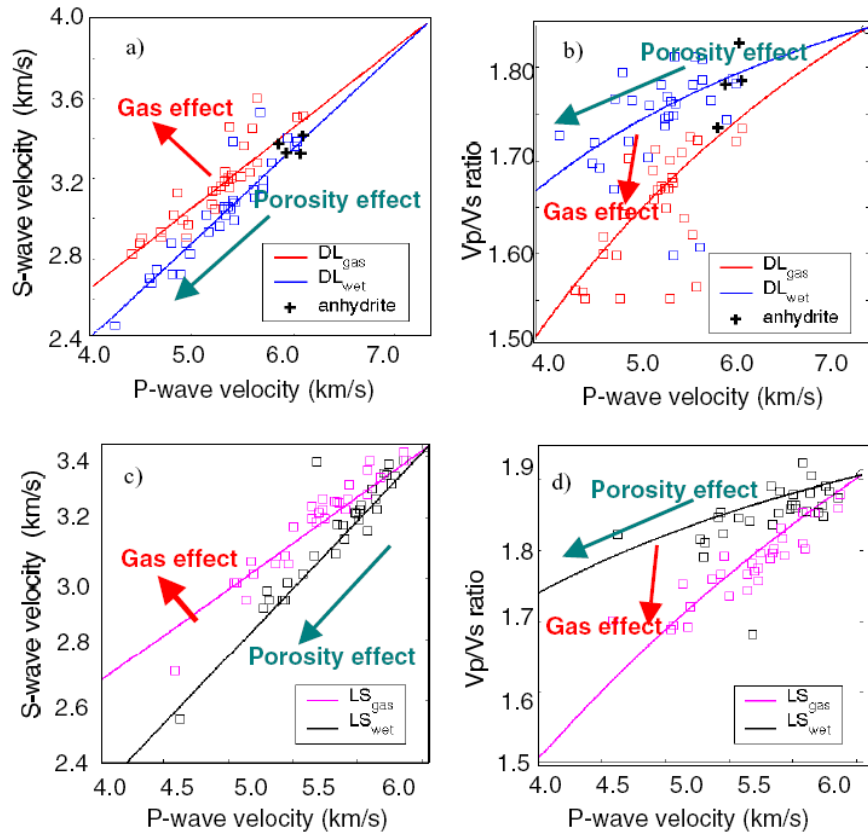 a)
4.0
3.6
3.2
2.8
2.4
S-wave velocity (km/s)
Gas effect
Porosity effect
DLgas
DLwet
anhydrite
4.0 5.0 6.0 7.0
P-wave velocity (km/s)
b)
1.80
1.70
1.60
1.50
Vp/Vs ratio
Porosity effect
Gas effect
DLgas
DLwet
anhydrite
4.0 5.0 6.0 7.0
P-wave velocity (km/s)
c)
3.4
3.2
3.0
2.8
2.6
2.4
S-wave velocity (km/s)
Gas effect
Porosity effect
LSgas
LSwet
4.0 4.5 5.0 5.5 6.0
P-wave velocity (km/s)
d)
1.9
1.8
1.7
1.6
1.5
Vp/Vs ratio
Porosity effect
Gas effect
LSgas
LSwet
4.0 4.5 5.0 5.5 6.0
P-wave velocity (km/s)